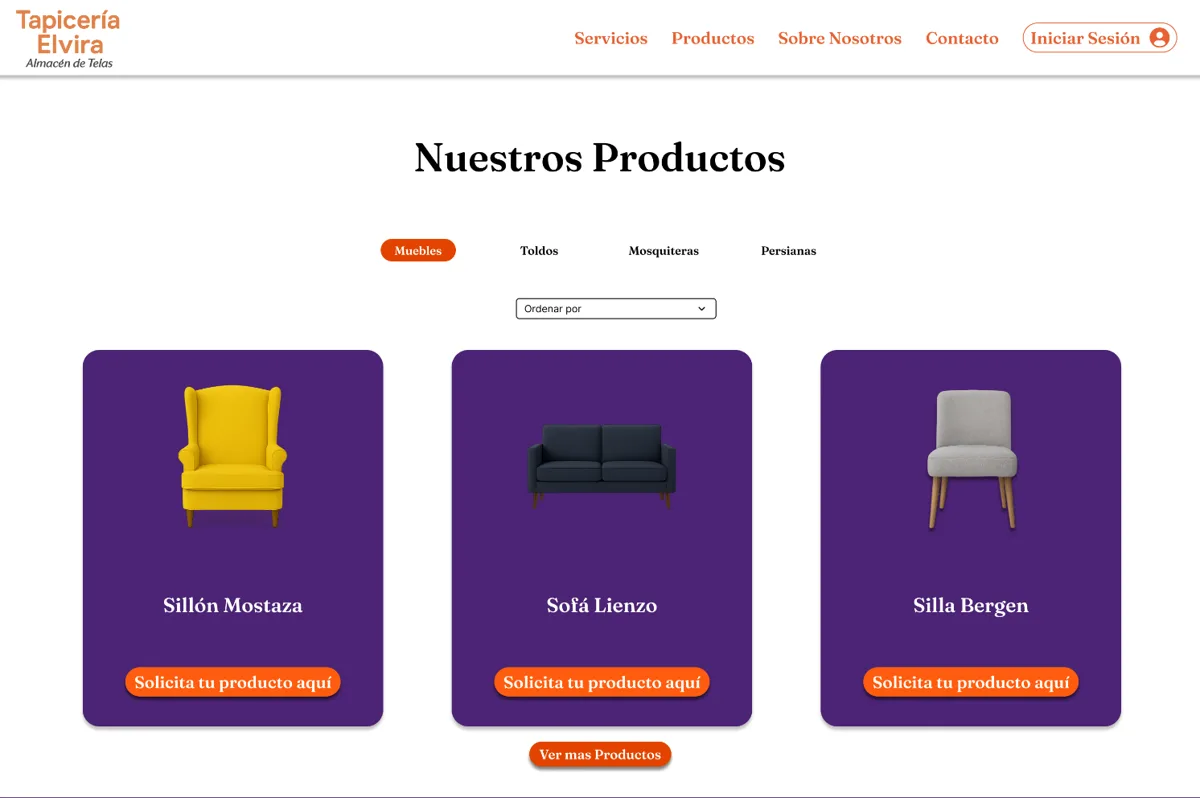 Tapicería
Elvira
Almacén de Telas
Servicios
Productos
Sobre Nosotros
Contacto
Iniciar Sesión
Nuestros Productos
Muebles
Toldos
Mosquiteras
Persianas
Ordenar por
Sillón Mostaza
Sofá Lienzo
Silla Bergen
Solicita tu producto aquí
Solicita tu producto aquí
Solicita tu producto aquí
Ver mas Productos